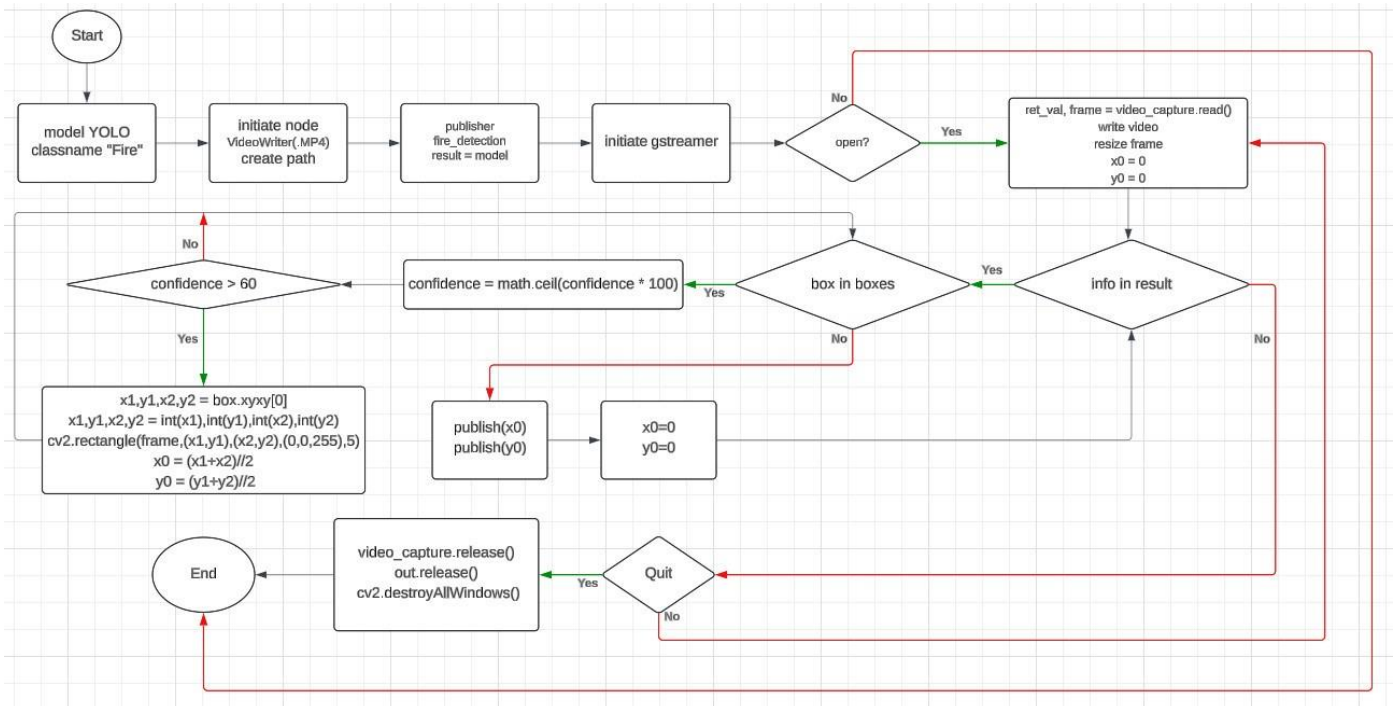 Start
model YOLO
classname "Fire"
initiate node
VideoWriter(.MP4)
create path
publisher
fire_detection
result = model
initiate gstreamer
open?
No
Yes
ret_val, frame = video_capture.read()
write video
resize frame
x0 = 0
y0 = 0
info in result
Yes
No
box in boxes
Yes
No
confidence = math.ceil(confidence * 100)
confidence > 60
No
Yes
x1,y1,x2,y2 = box.xyxy[0]
x1,y1,x2,y2 = int(x1),int(y1),int(x2),int(y2)
cv2.rectangle(frame,(x1,y1),(x2,y2),(0,0,255),5)
x0 = (x1+x2)//2
y0 = (y1+y2)//2
publish(x0)
publish(y0)
x0=0
y0=0
Quit
Yes
No
video_capture.release()
out.release()
cv2.destroyAllWindows()
End